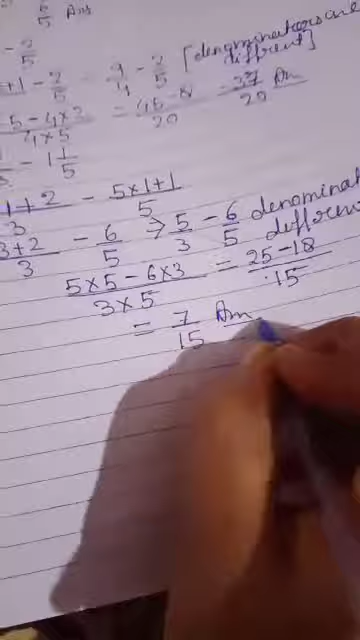 5/5 Ans
- 2/5
+1 - 2/5 = 9/4 - 2/5 [denominators are different]
5 - 4×2 / 4×5 = 45 - 8 / 20 = 37/20 Ans
- 1 1/5
1+2 / 3 - 5×1+1 / 5
3+2 / 3 - 6/5 → 5/3 - 6/5 denominat
differen
5×5 - 6×3 / 3×5 = 25-18 / 15
= 7/15 Ans